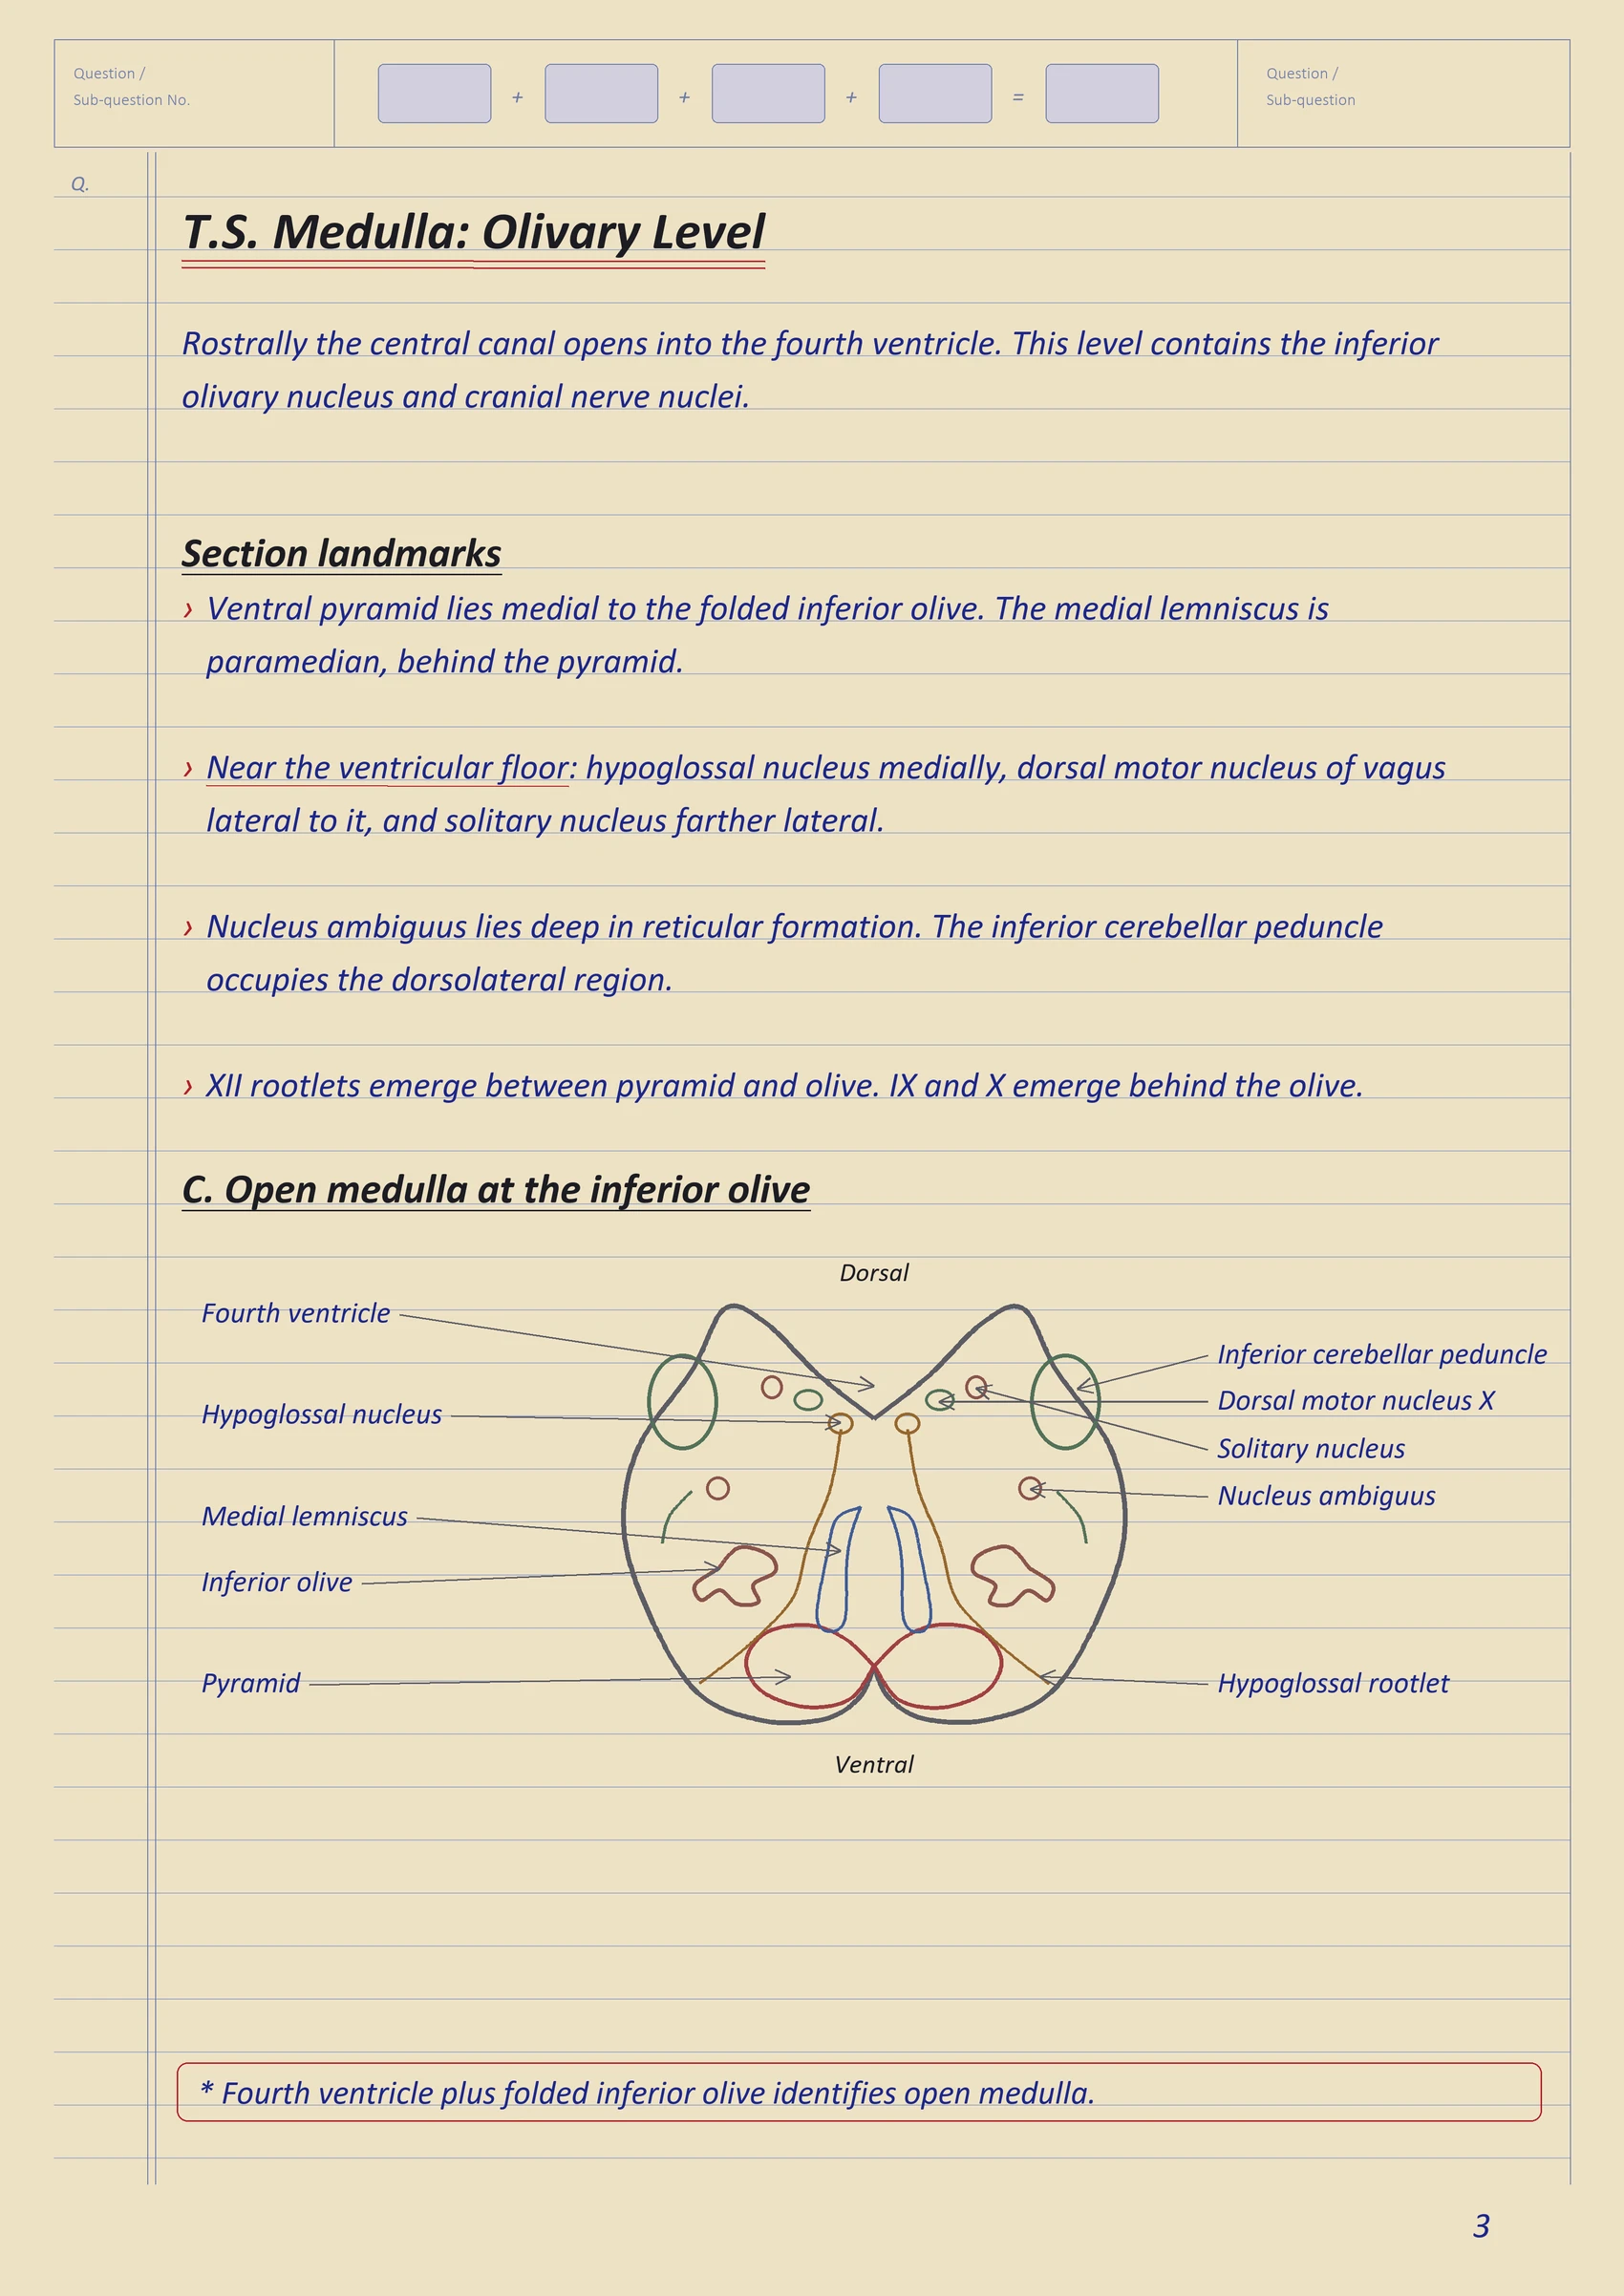 Question /
Sub-question No.
+ + + =
Question /
Sub-question
Q.
T.S. Medulla: Olivary Level
Rostrally the central canal opens into the fourth ventricle. This level contains the inferior
olivary nucleus and cranial nerve nuclei.
Section landmarks
› Ventral pyramid lies medial to the folded inferior olive. The medial lemniscus is
paramedian, behind the pyramid.
› Near the ventricular floor: hypoglossal nucleus medially, dorsal motor nucleus of vagus
lateral to it, and solitary nucleus farther lateral.
› Nucleus ambiguus lies deep in reticular formation. The inferior cerebellar peduncle
occupies the dorsolateral region.
› XII rootlets emerge between pyramid and olive. IX and X emerge behind the olive.
C. Open medulla at the inferior olive
Dorsal
Fourth ventricle
Hypoglossal nucleus
Medial lemniscus
Inferior olive
Pyramid
Inferior cerebellar peduncle
Dorsal motor nucleus X
Solitary nucleus
Nucleus ambiguus
Hypoglossal rootlet
Ventral
* Fourth ventricle plus folded inferior olive identifies open medulla.
3